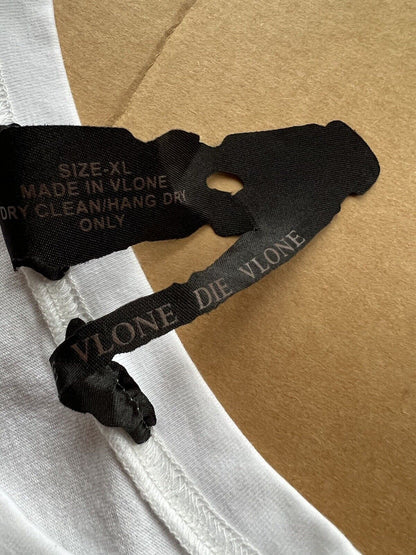 SIZE-XL
MADE IN VLONE
DRY CLEAN/HANG DRY
ONLY
VLONE DIE VLONE